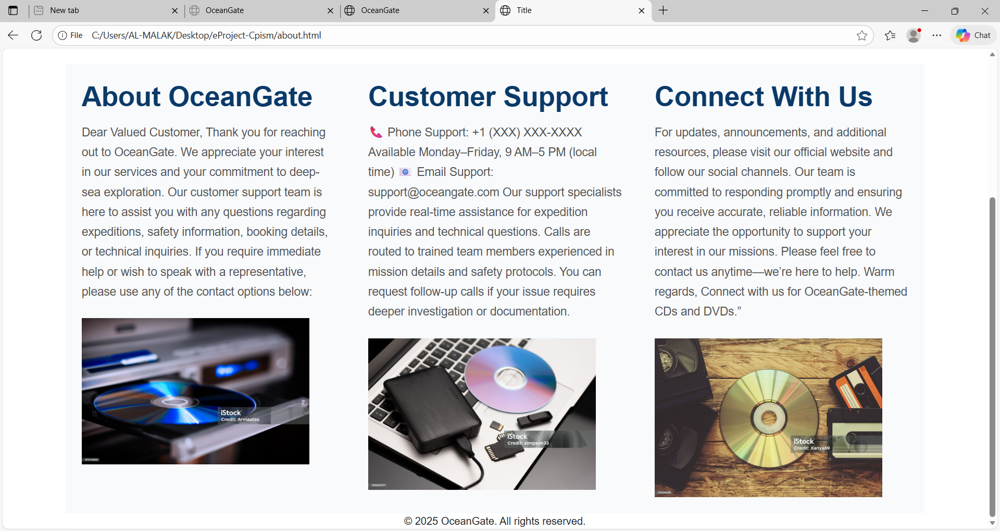 New tab
OceanGate
OceanGate
Title
File
C:/Users/AL-MALAK/Desktop/eProject-Cpism/about.html
Chat
About OceanGate
Dear Valued Customer, Thank you for reaching
out to OceanGate. We appreciate your interest
in our services and your commitment to deep-
sea exploration. Our customer support team is
here to assist you with any questions regarding
expeditions, safety information, booking details,
or technical inquiries. If you require immediate
help or wish to speak with a representative,
please use any of the contact options below:
iStock
Credit: Armastas
Customer Support
📞 Phone Support: +1 (XXX) XXX-XXXX
Available Monday–Friday, 9 AM–5 PM (local
time) 📧 Email Support:
support@oceangate.com Our support specialists
provide real-time assistance for expedition
inquiries and technical questions. Calls are
routed to trained team members experienced in
mission details and safety protocols. You can
request follow-up calls if your issue requires
deeper investigation or documentation.
iStock
Credit: simpson33
Connect With Us
For updates, announcements, and additional
resources, please visit our official website and
follow our social channels. Our team is
committed to responding promptly and ensuring
you receive accurate, reliable information. We
appreciate the opportunity to support your
interest in our missions. Please feel free to
contact us anytime—we’re here to help. Warm
regards, Connect with us for OceanGate-themed
CDs and DVDs.”
iStock
Credit: Xanya69
© 2025 OceanGate. All rights reserved.